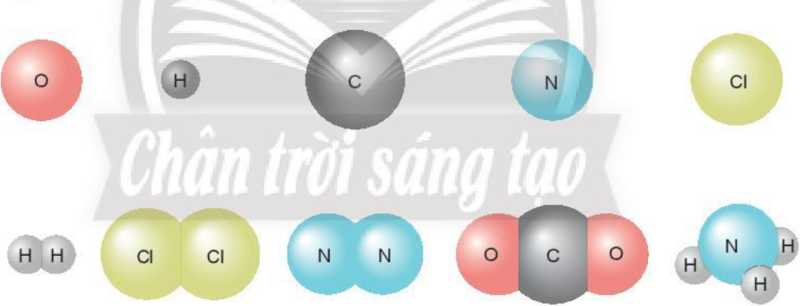 O H C N Cl
Chân trời sáng tạo
H H Cl Cl N N O C O H N H H